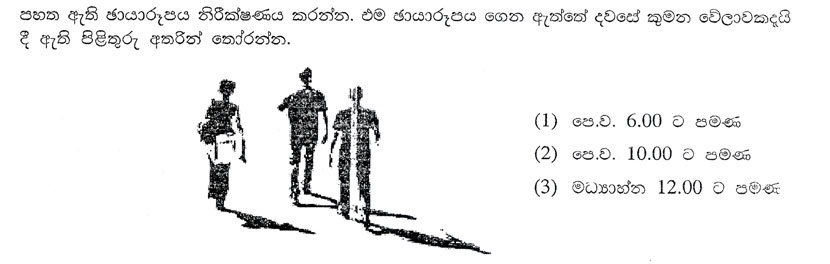 පහත ඇති ඡායාරූපය නිරීක්ෂණය කරන්න. එම ඡායාරූපය ගෙන ඇත්තේ දවසේ කුමන වේලාවකදැයි
දී ඇති පිළිතුරු අතරින් තෝරන්න.
(1) පෙ.ව. 6.00 ට පමණ
(2) පෙ.ව. 10.00 ට පමණ
(3) මධ්‍යාහ්න 12.00 ට පමණ